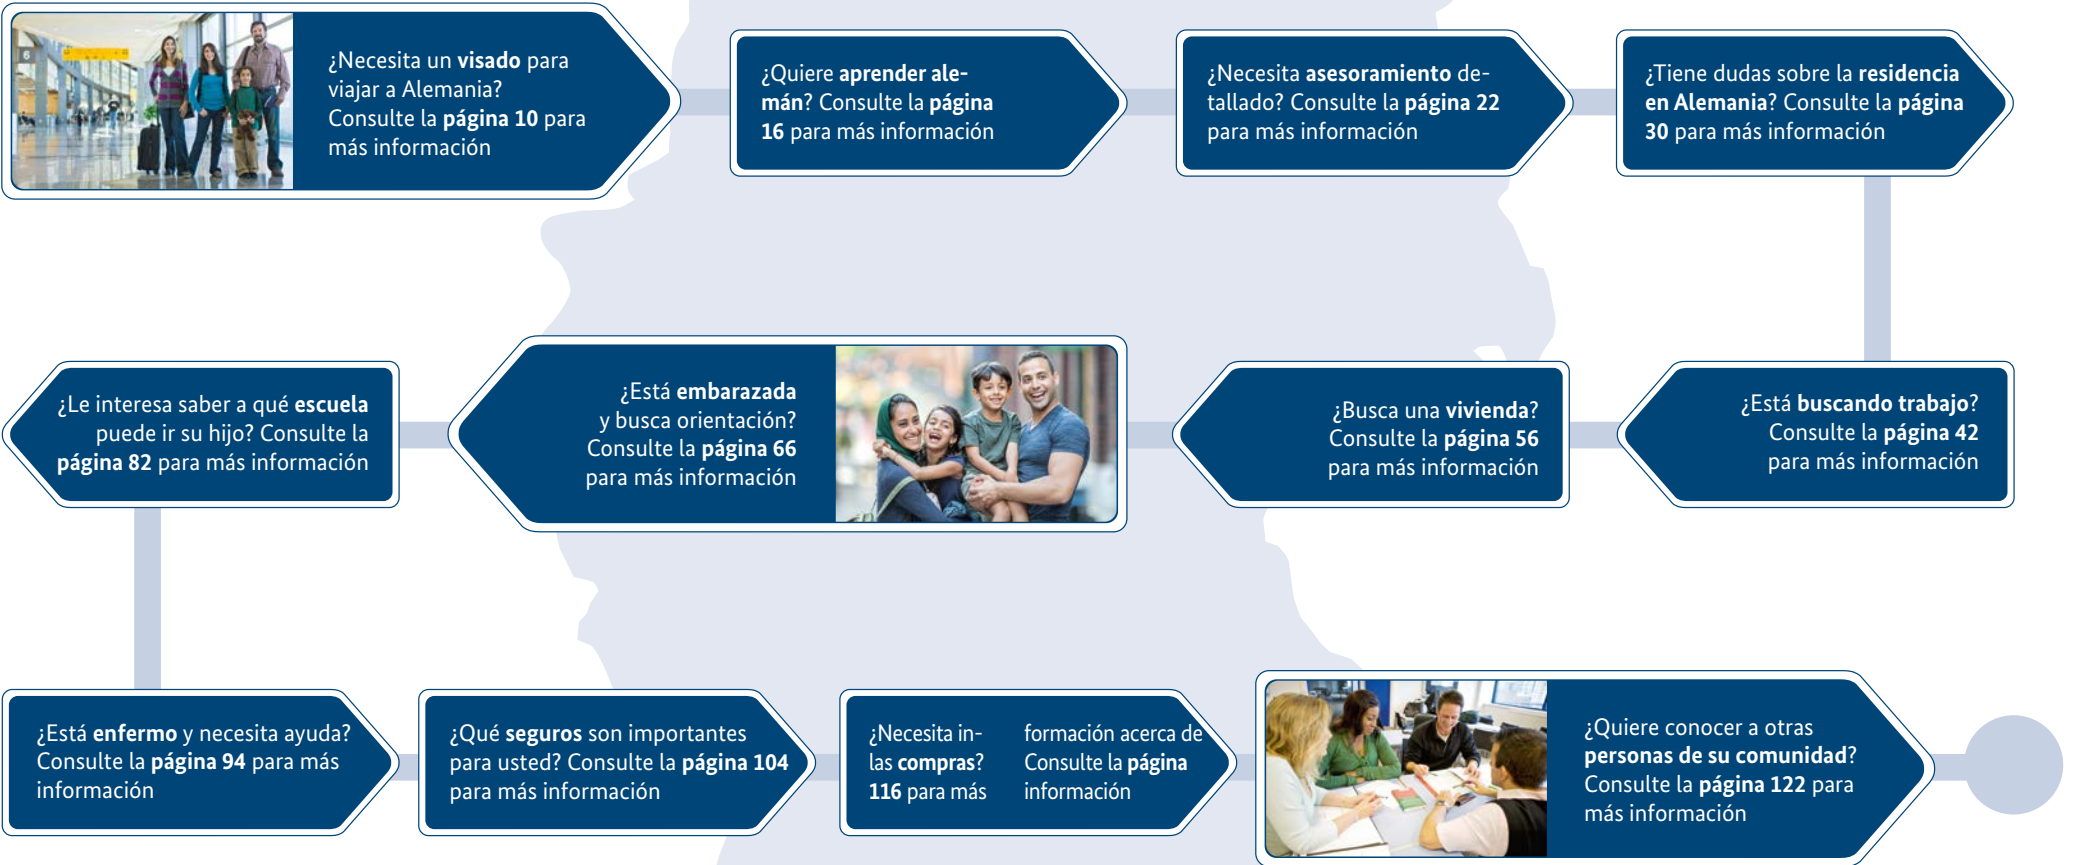 ¿Necesita un visado para
viajar a Alemania?
Consulte la página 10 para
más información
¿Quiere aprender ale-
mán? Consulte la página
16 para más información
¿Necesita asesoramiento de-
tallado? Consulte la página 22
para más información
¿Tiene dudas sobre la residencia
en Alemania? Consulte la página
30 para más información
¿Está buscando trabajo?
Consulte la página 42
para más información
¿Busca una vivienda?
Consulte la página 56
para más información
¿Está embarazada
y busca orientación?
Consulte la página 66
para más información
¿Le interesa saber a qué escuela
puede ir su hijo? Consulte la
página 82 para más información
¿Está enfermo y necesita ayuda?
Consulte la página 94 para más
información
¿Qué seguros son importantes
para usted? Consulte la página 104
para más información
¿Necesita in- formación acerca de
las compras? Consulte la página
116 para más información
¿Quiere conocer a otras
personas de su comunidad?
Consulte la página 122 para
más información